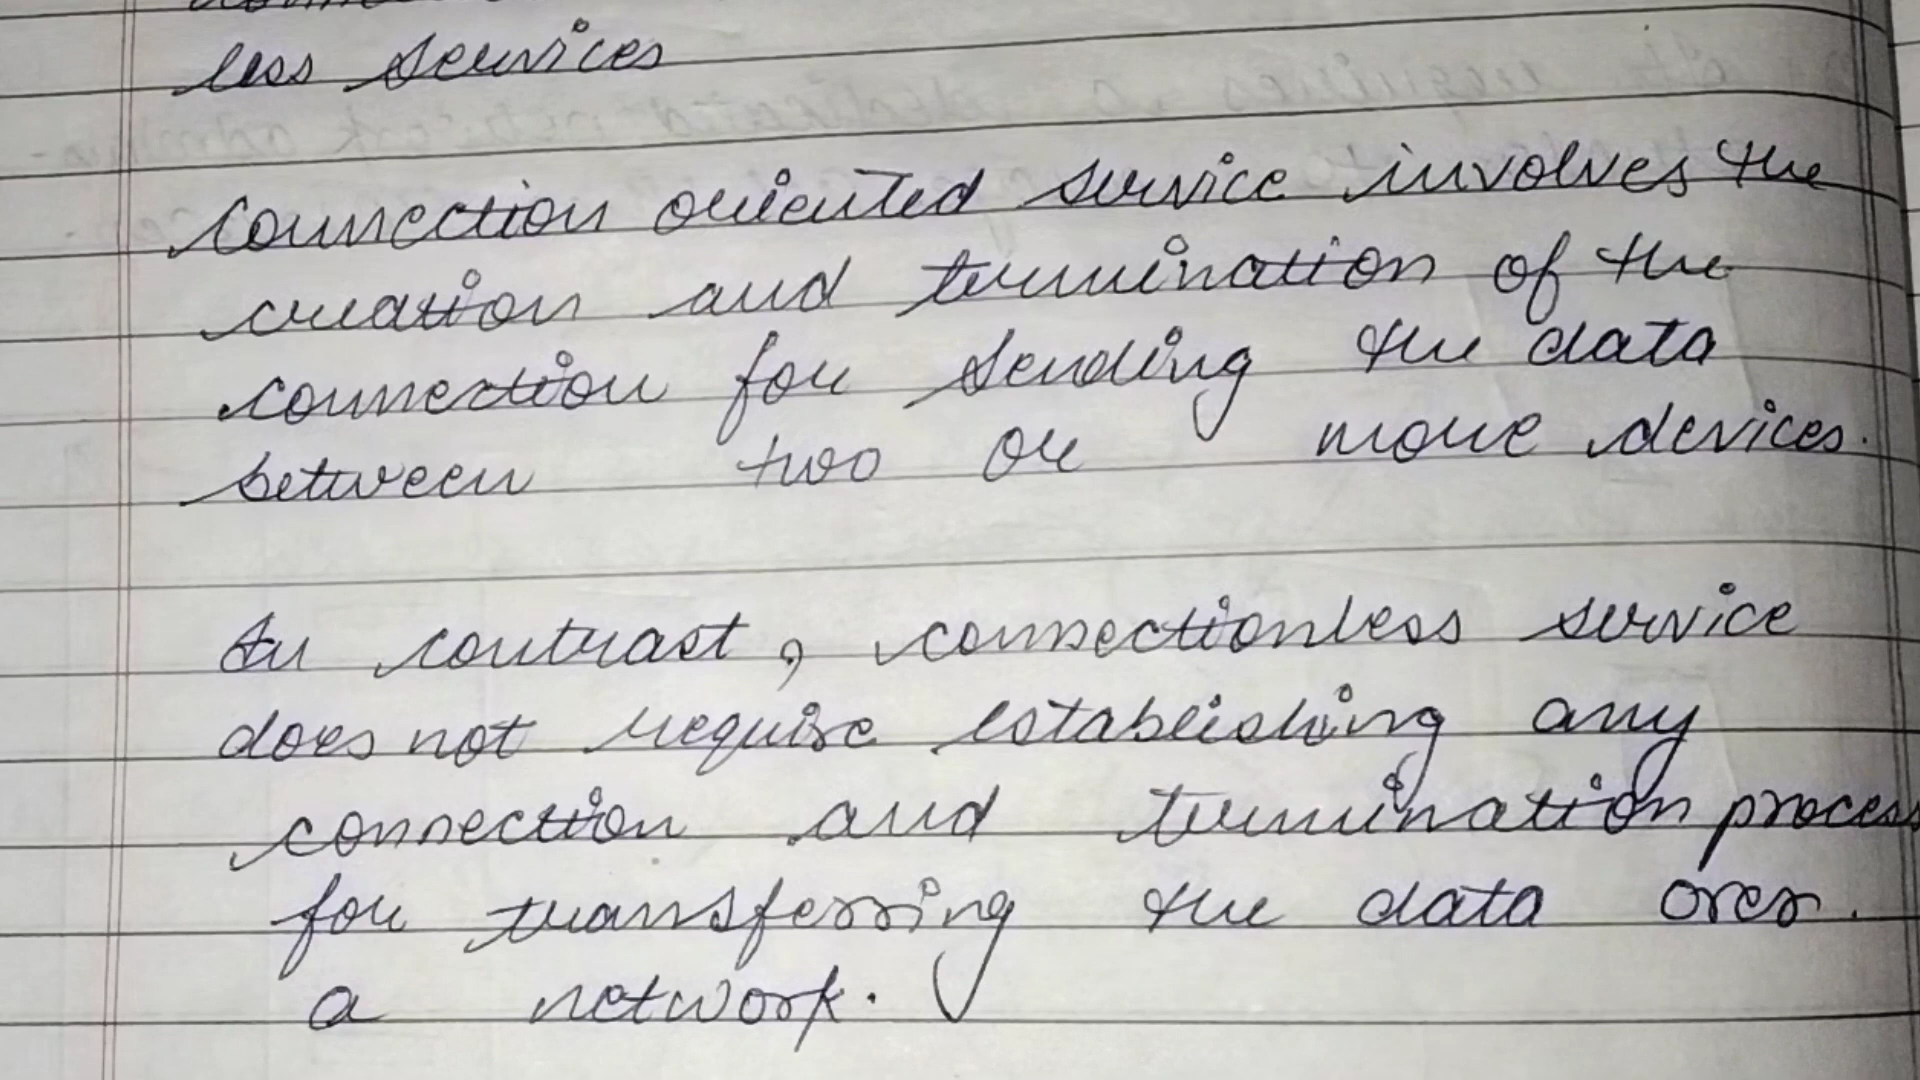 less services
connection oriented service involves the
creation and termination of the
connection for sending the data
between two or more devices.
In contrast, connectionless service
does not require establishing any
connection and termination process
for transferring the data over.
a network.